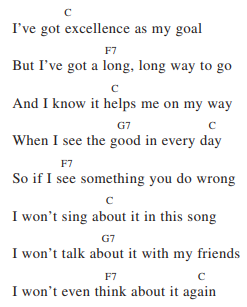 C
I've got excellence as my goal
F7
But I've got a long, long way to go
C
And I know it helps me on my way
G7 C
When I see the good in every day
F7
So if I see something you do wrong
C
I won't sing about it in this song
G7
I won't talk about it with my friends
F7 C
I won't even think about it again